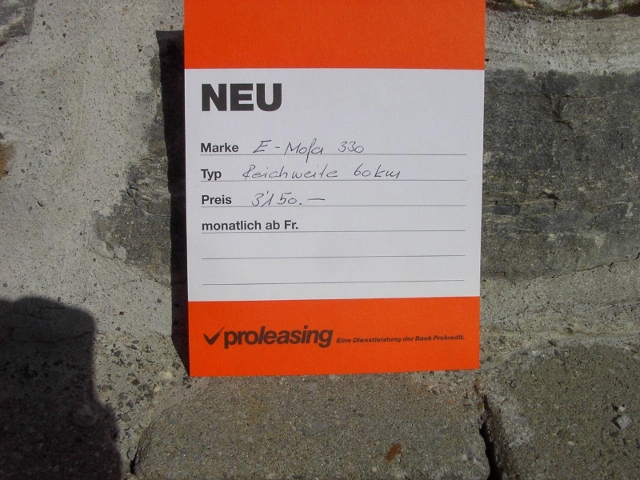 NEU
Marke E-Mofa 330
Typ Reichweite 60km
Preis 3'150.—
monatlich ab Fr.
proleasing Eine Dienstleistung der Bank Prokredit.